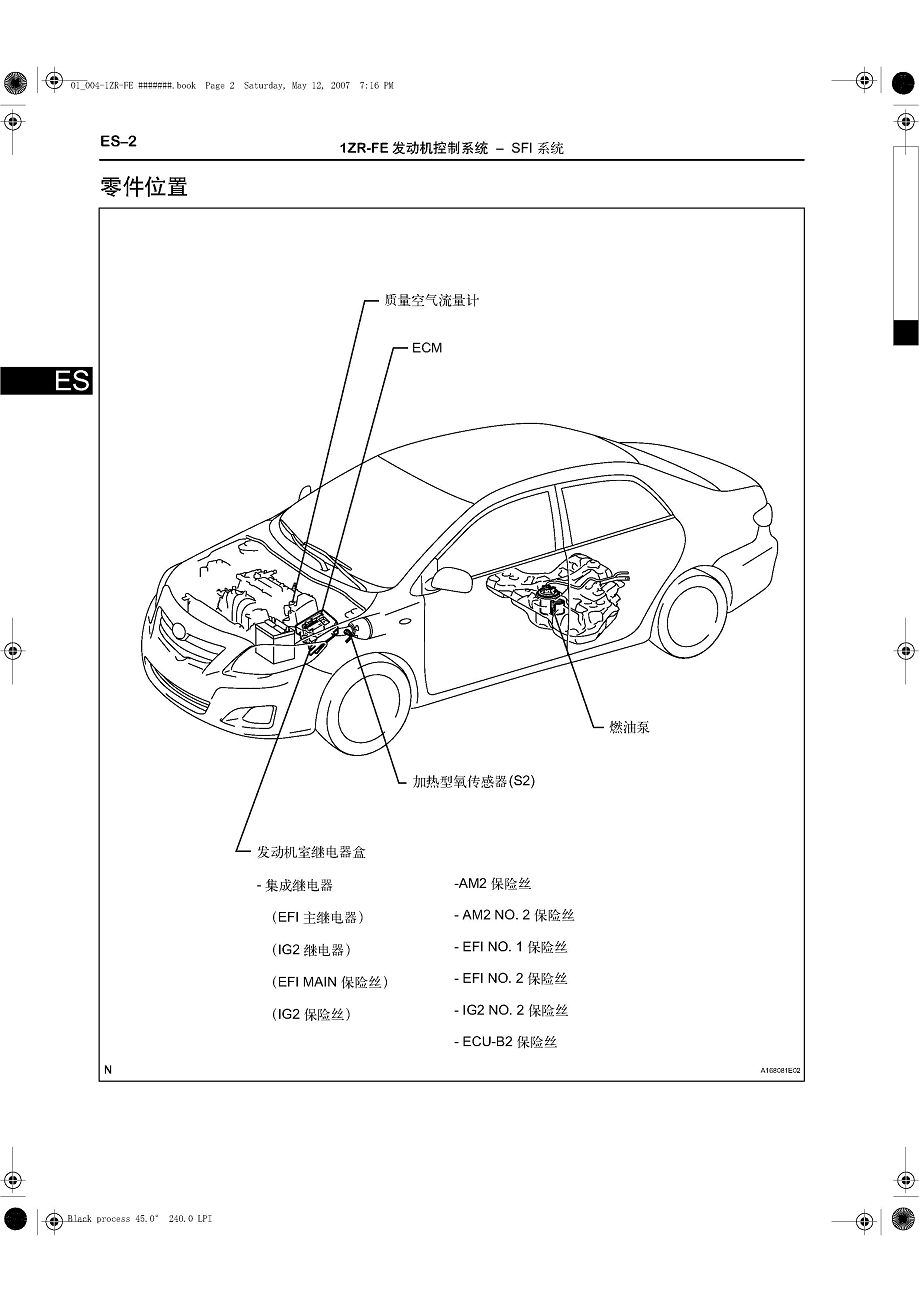 01_004-1ZR-FE #######.book Page 2 Saturday, May 12, 2007 7:16 PM
ES–2
1ZR-FE 发动机控制系统 – SFI 系统
零件位置
质量空气流量计
ECM
ES
燃油泵
加热型氧传感器(S2)
发动机室继电器盒
- 集成继电器
（EFI 主继电器）
（IG2 继电器）
（EFI MAIN 保险丝）
（IG2 保险丝）
-AM2 保险丝
- AM2 NO. 2 保险丝
- EFI NO. 1 保险丝
- EFI NO. 2 保险丝
- IG2 NO. 2 保险丝
- ECU-B2 保险丝
N
A168081E02
Black process 45.0° 240.0 LPI